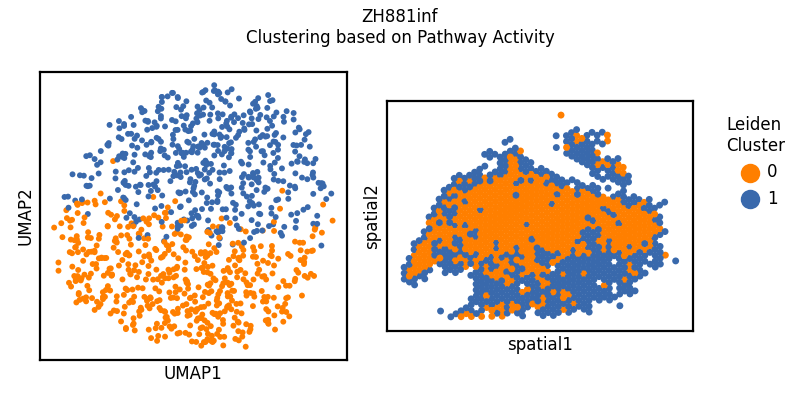 ZH881inf
Clustering based on Pathway Activity
UMAP2
UMAP1
spatial2
spatial1
Leiden
Cluster
0
1